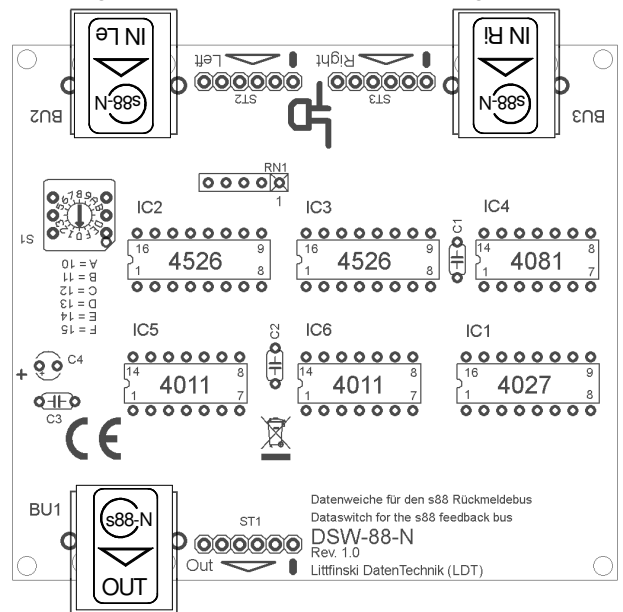 IN Le
s88-N
BU2
Left
ST2
Right
ST3
IN Ri
s88-N
BU3
RN1
1
S1
0123456789ABCDEF
A = 10
B = 11
C = 12
D = 13
E = 14
F = 15
IC2
16 9
4526
1 8
IC3
16 9
4526
1 8
C1
IC4
14 8
4081
1 7
IC5
14 8
4011
1 7
C2
IC6
14 8
4011
1 7
IC1
16 9
4027
1 8
+
C4
C3
CE
BU1
s88-N
OUT
ST1
Out
Datenweiche für den s88 Rückmeldebus
Dataswitch for the s88 feedback bus
DSW-88-N
Rev. 1.0
Littfinski DatenTechnik (LDT)